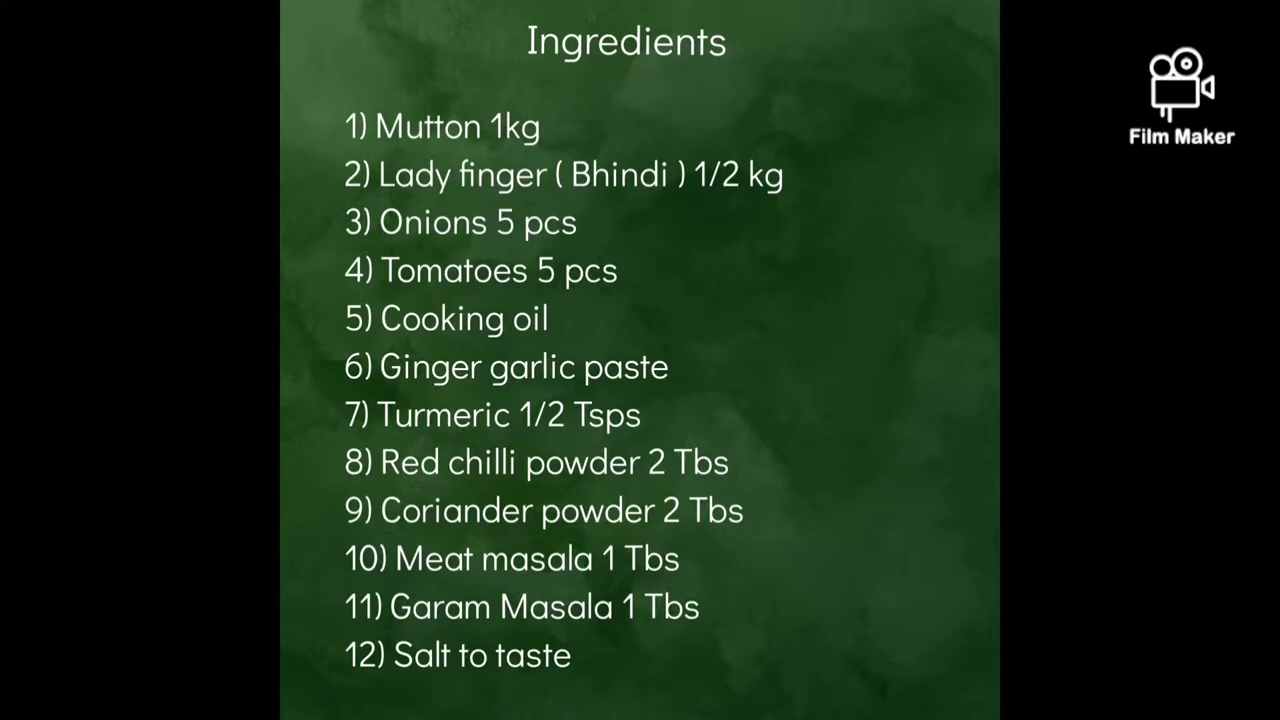 Ingredients
1) Mutton 1kg
2) Lady finger ( Bhindi ) 1/2 kg
3) Onions 5 pcs
4) Tomatoes 5 pcs
5) Cooking oil
6) Ginger garlic paste
7) Turmeric 1/2 Tsps
8) Red chilli powder 2 Tbs
9) Coriander powder 2 Tbs
10) Meat masala 1 Tbs
11) Garam Masala 1 Tbs
12) Salt to taste
Film Maker